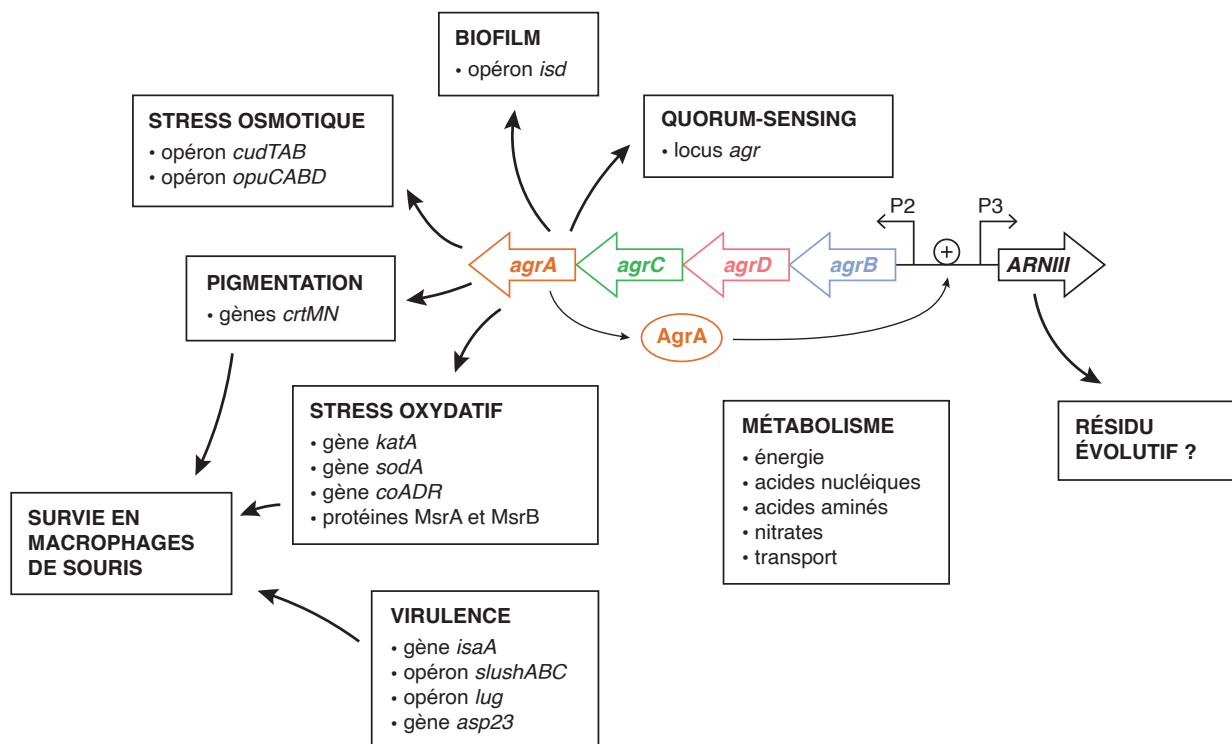 BIOFILM
• opéron isd
STRESS OSMOTIQUE
• opéron cudTAB
• opéron opuCABD
QUORUM-SENSING
• locus agr
P2
P3
agrA
agrC
agrD
agrB
+
ARNIII
PIGMENTATION
• gènes crtMN
AgrA
STRESS OXYDATIF
• gène katA
• gène sodA
• gène coADR
• protéines MsrA et MsrB
MÉTABOLISME
• énergie
• acides nucléiques
• acides aminés
• nitrates
• transport
RÉSIDU
ÉVOLUTIF ?
SURVIE EN
MACROPHAGES
DE SOURIS
VIRULENCE
• gène isaA
• opéron slushABC
• opéron lug
• gène asp23